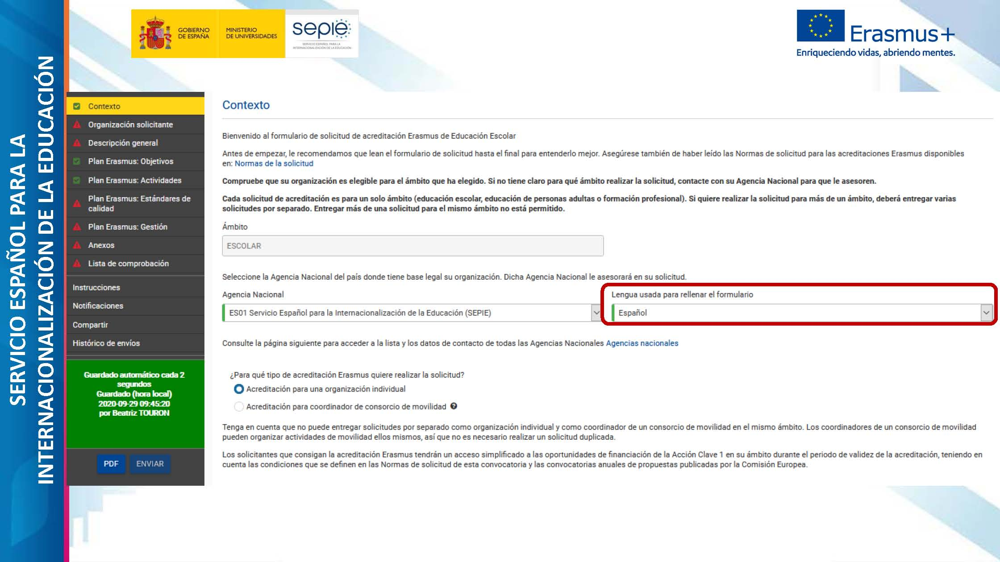 SERVICIO ESPAÑOL PARA LA
INTERNACIONALIZACIÓN DE LA EDUCACIÓN
GOBIERNO
DE ESPAÑA
MINISTERIO
DE UNIVERSIDADES
sepie
SERVICIO ESPAÑOL PARA LA
INTERNACIONALIZACIÓN DE LA EDUCACIÓN
Erasmus+
Enriqueciendo vidas, abriendo mentes.
Contexto
Organización solicitante
Descripción general
Plan Erasmus: Objetivos
Plan Erasmus: Actividades
Plan Erasmus: Estándares de
calidad
Plan Erasmus: Gestión
Anexos
Lista de comprobación
Instrucciones
Notificaciones
Compartir
Histórico de envíos
Guardado automático cada 2
segundos
Guardado (hora local)
2020-09-29 09:45:20
por Beatriz TOURON
PDF
ENVIAR
Contexto
Bienvenido al formulario de solicitud de acreditación Erasmus de Educación Escolar
Antes de empezar, le recomendamos que lean el formulario de solicitud hasta el final para entenderlo mejor. Asegúrese también de haber leído las Normas de solicitud para las acreditaciones Erasmus disponibles
en: Normas de la solicitud
Compruebe que su organización es elegible para el ámbito que ha elegido. Si no tiene claro para qué ámbito realizar la solicitud, contacte con su Agencia Nacional para que le asesoren.
Cada solicitud de acreditación es para un solo ámbito (educación escolar, educación de personas adultas o formación profesional). Si quiere realizar la solicitud para más de un ámbito, deberá entregar varias
solicitudes por separado. Entregar más de una solicitud para el mismo ámbito no está permitido.
Ámbito
ESCOLAR
Seleccione la Agencia Nacional del país donde tiene base legal su organización. Dicha Agencia Nacional le asesorará en su solicitud.
Agencia Nacional
ES01 Servicio Español para la Internacionalización de la Educación (SEPIE)
Lengua usada para rellenar el formulario
Español
Consulte la página siguiente para acceder a la lista y los datos de contacto de todas las Agencias Nacionales Agencias nacionales
¿Para qué tipo de acreditación Erasmus quiere realizar la solicitud?
Acreditación para una organización individual
Acreditación para coordinador de consorcio de movilidad ?
Tenga en cuenta que no puede entregar solicitudes por separado como organización individual y como coordinador de un consorcio de movilidad en el mismo ámbito. Los coordinadores de un consorcio de movilidad
pueden organizar actividades de movilidad ellos mismos, así que no es necesario realizar un solicitud duplicada.
Los solicitantes que consigan la acreditación Erasmus tendrán un acceso simplificado a las oportunidades de financiación de la Acción Clave 1 en su ámbito durante el periodo de validez de la acreditación, teniendo en
cuenta las condiciones que se definen en las Normas de solicitud de esta convocatoria y las convocatorias anuales de propuestas publicadas por la Comisión Europea.